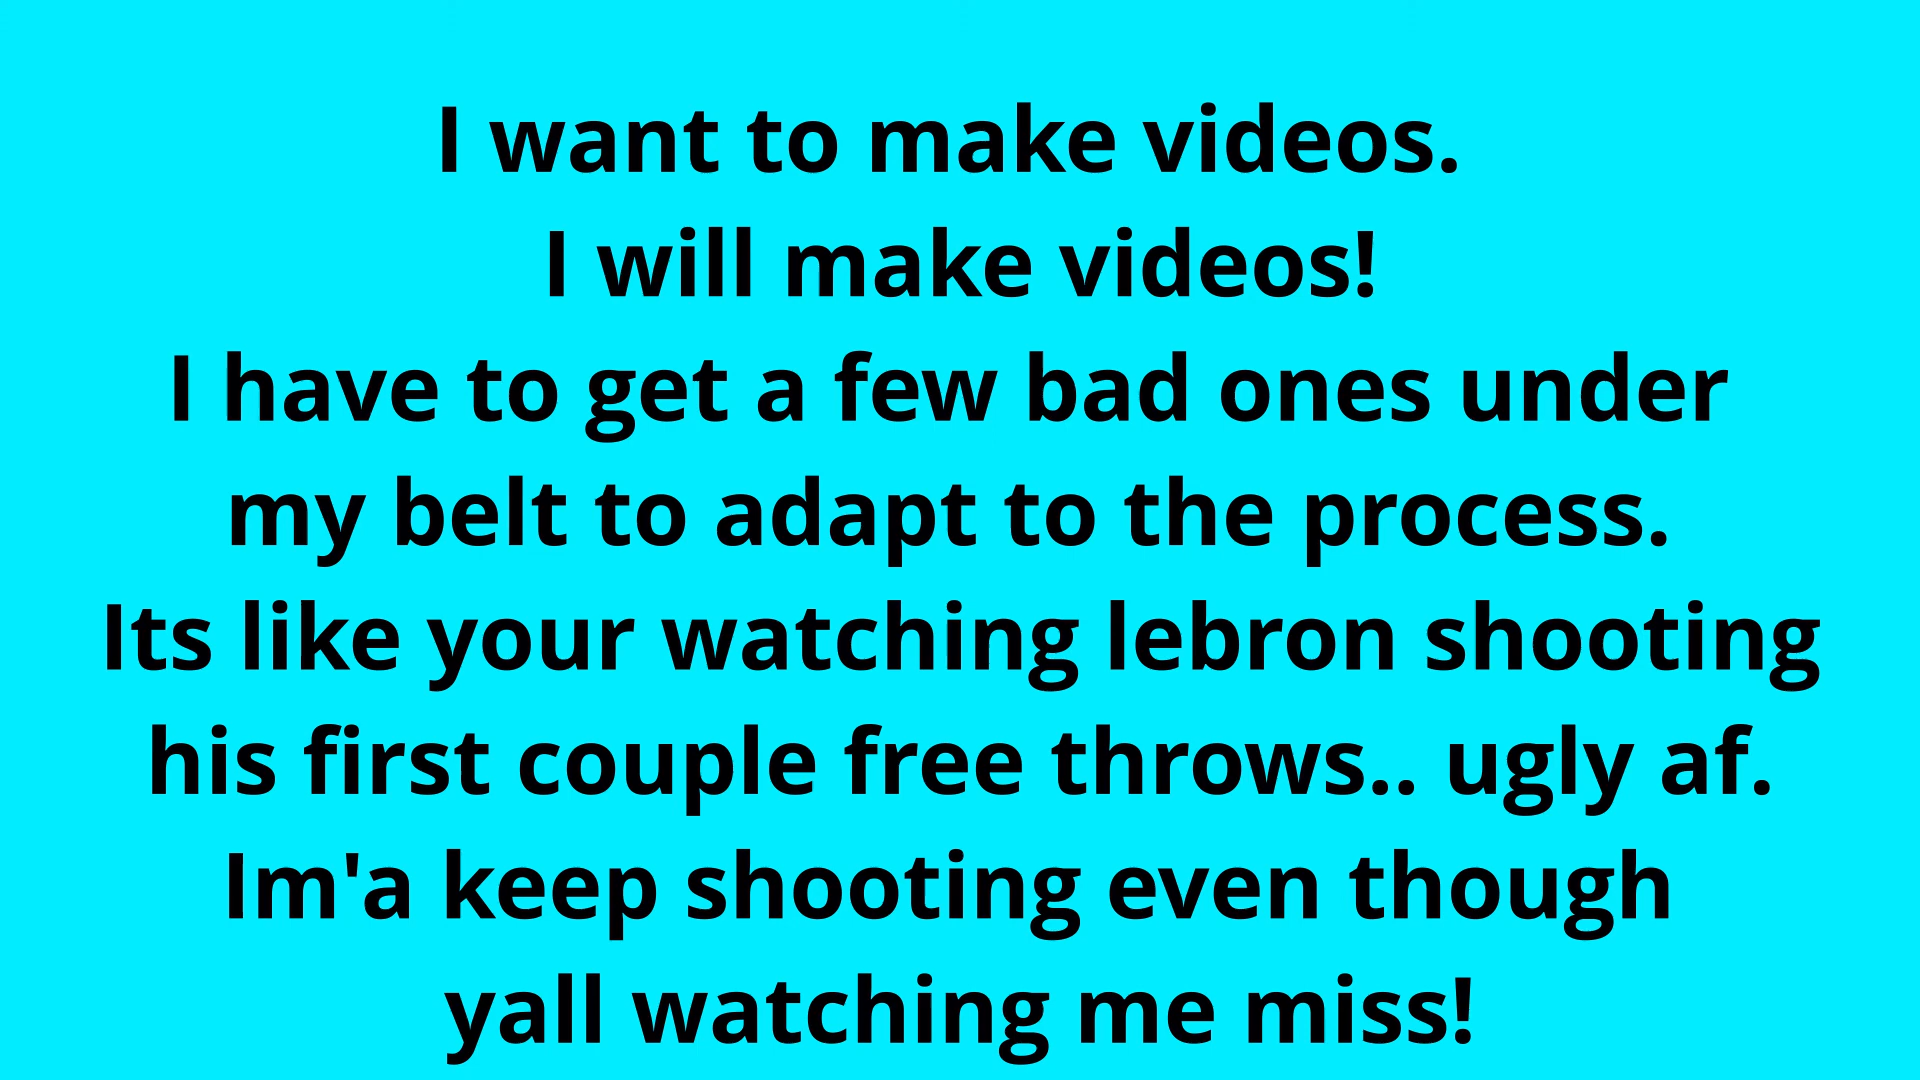 I want to make videos.
I will make videos!
I have to get a few bad ones under
my belt to adapt to the process.
Its like your watching lebron shooting
his first couple free throws.. ugly af.
Im'a keep shooting even though
yall watching me miss!